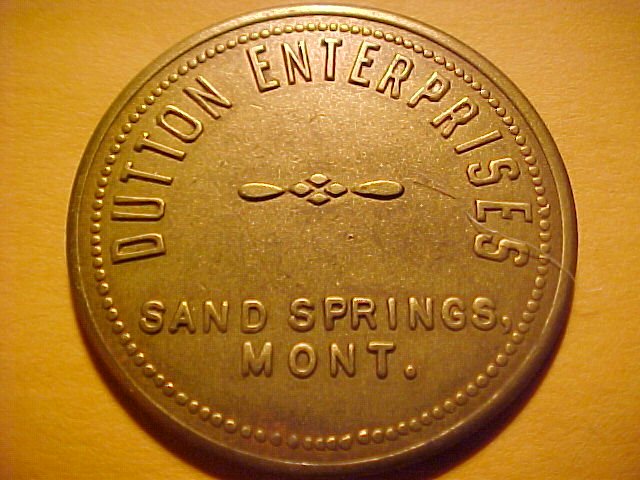 DUTTON ENTERPRISES
SAND SPRINGS,
MONT.